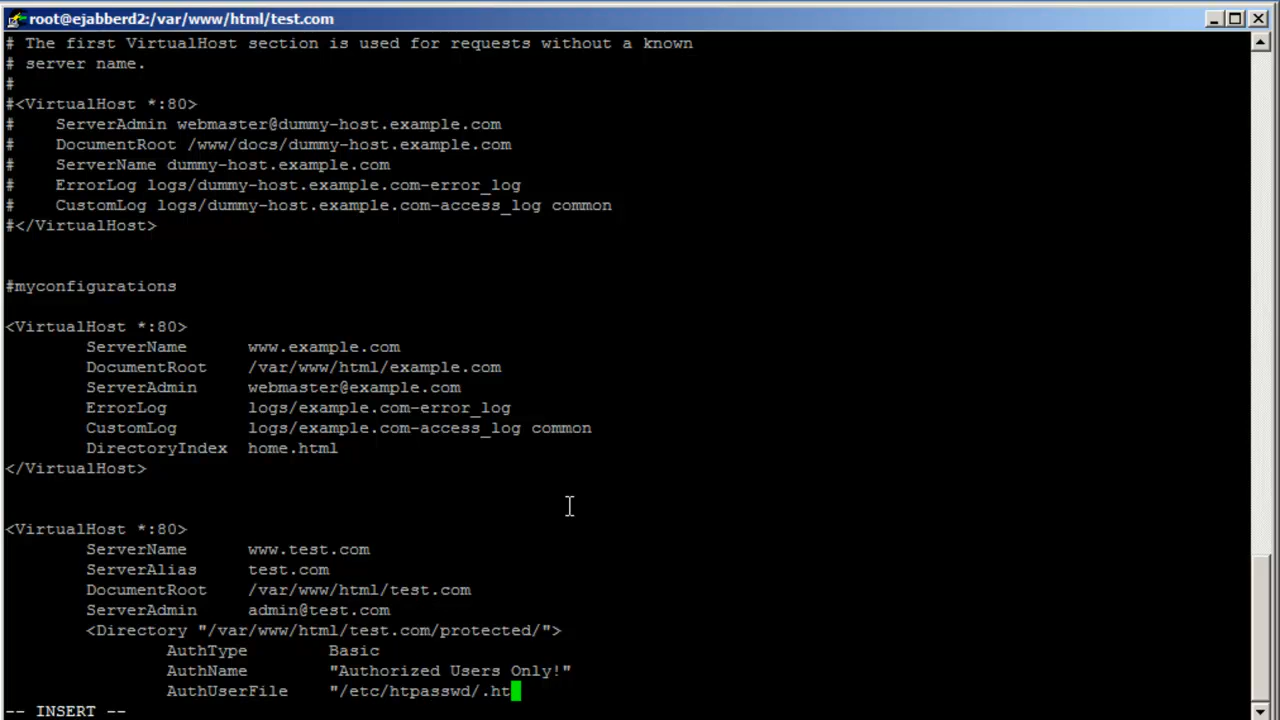 root@ejabberd2:/var/www/html/test.com
# The first VirtualHost section is used for requests without a known
# server name.
#
#<VirtualHost *:80>
#    ServerAdmin webmaster@dummy-host.example.com
#    DocumentRoot /www/docs/dummy-host.example.com
#    ServerName dummy-host.example.com
#    ErrorLog logs/dummy-host.example.com-error_log
#    CustomLog logs/dummy-host.example.com-access_log common
#</VirtualHost>
#myconfigurations
<VirtualHost *:80>
        ServerName      www.example.com
        DocumentRoot    /var/www/html/example.com
        ServerAdmin     webmaster@example.com
        ErrorLog        logs/example.com-error_log
        CustomLog       logs/example.com-access_log common
        DirectoryIndex  home.html
</VirtualHost>
<VirtualHost *:80>
        ServerName      www.test.com
        ServerAlias     test.com
        DocumentRoot    /var/www/html/test.com
        ServerAdmin     admin@test.com
        <Directory "/var/www/html/test.com/protected/">
                AuthType        Basic
                AuthName        "Authorized Users Only!"
                AuthUserFile    "/etc/htpasswd/.ht
-- INSERT --